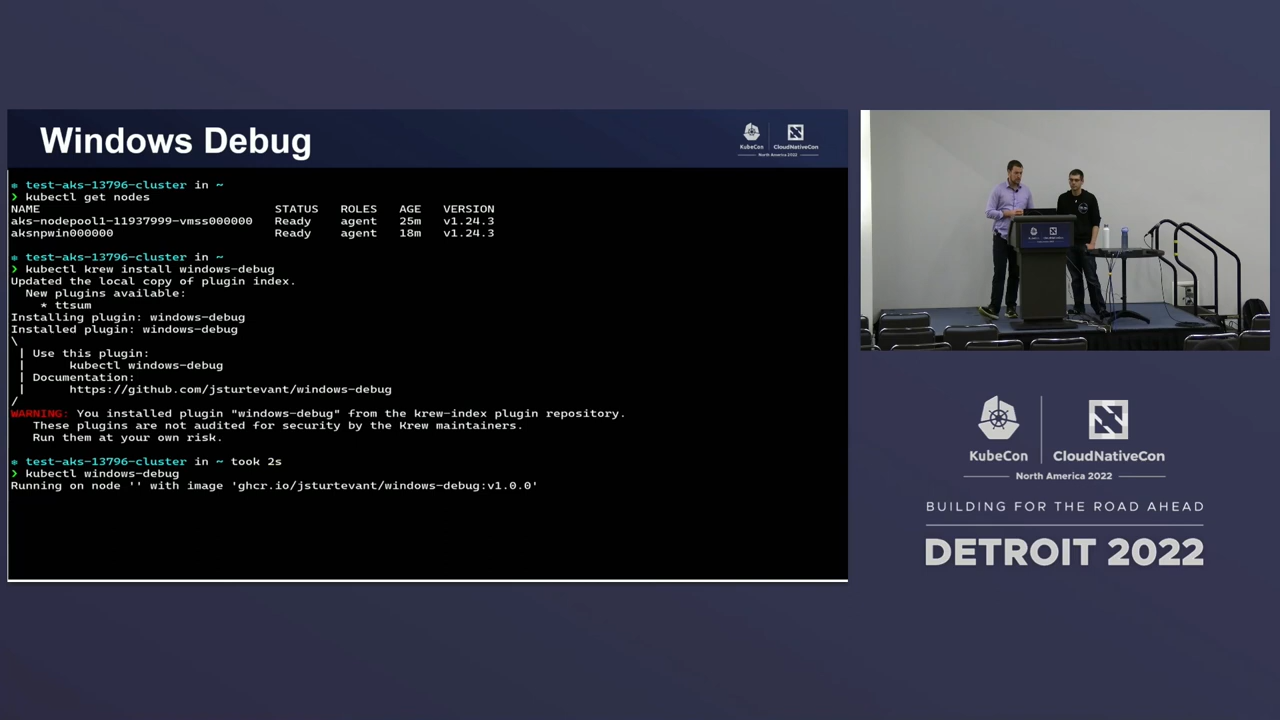 Windows Debug
KubeCon
CloudNativeCon
North America 2022
❄ test-aks-13796-cluster in ~
❯ kubectl get nodes
NAME STATUS ROLES AGE VERSION
aks-nodepool1-11937999-vmss000000 Ready agent 25m v1.24.3
aksnpwin000000 Ready agent 18m v1.24.3
❄ test-aks-13796-cluster in ~
❯ kubectl krew install windows-debug
Updated the local copy of plugin index.
New plugins available:
* ttsum
Installing plugin: windows-debug
Installed plugin: windows-debug
\
| Use this plugin:
| kubectl windows-debug
| Documentation:
| https://github.com/jsturtevant/windows-debug
/
WARNING: You installed plugin "windows-debug" from the krew-index plugin repository.
These plugins are not audited for security by the Krew maintainers.
Run them at your own risk.
❄ test-aks-13796-cluster in ~ took 2s
❯ kubectl windows-debug
Running on node '' with image 'ghcr.io/jsturtevant/windows-debug:v1.0.0'
KubeCon
CloudNativeCon
North America 2022
BUILDING FOR THE ROAD AHEAD
DETROIT 2022